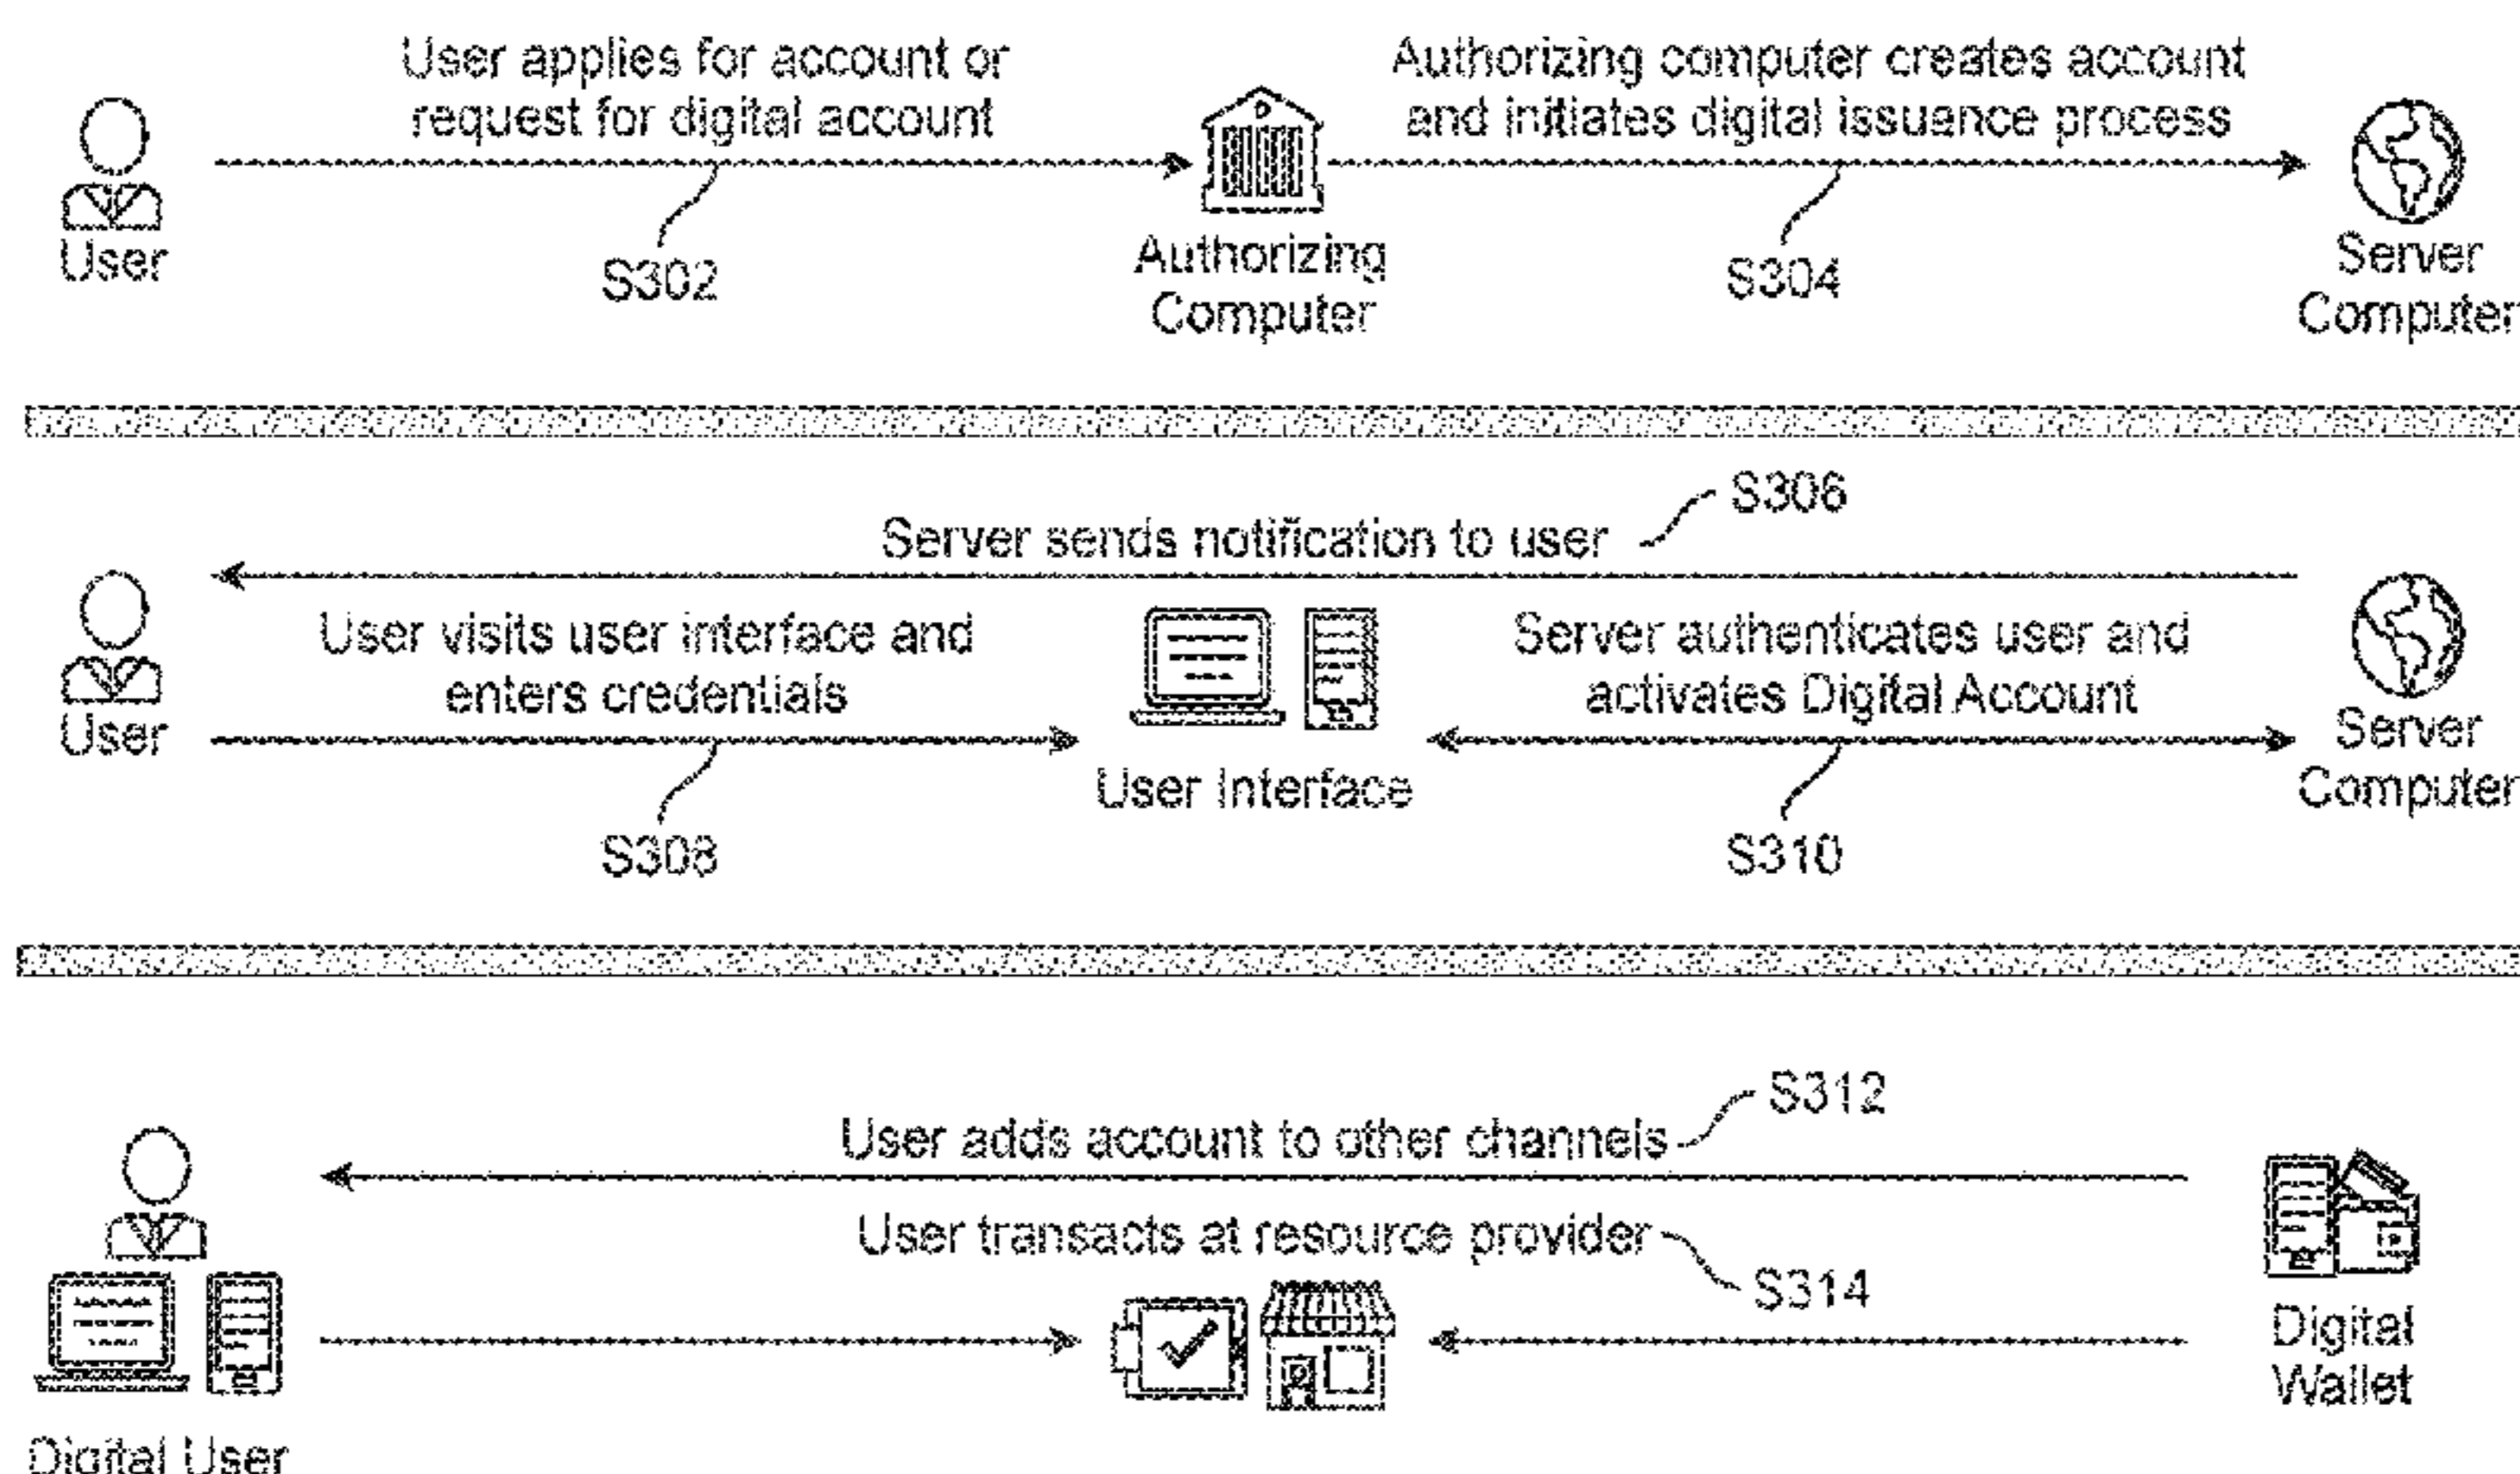 User applies for account or
request for digital account
Authorizing computer creates account
and initiates digital issuance process
User
S302
Authorizing
Computer
S304
Server
Computer
S306
Server sends notification to user
User visits user interface and
enters credentials
Server authenticates user and
activates Digital Account
User
User Interface
Server
Computer
S308
S310
S312
User adds account to other channels
User transacts at resource provider
S314
Digital
Wallet
Digital User